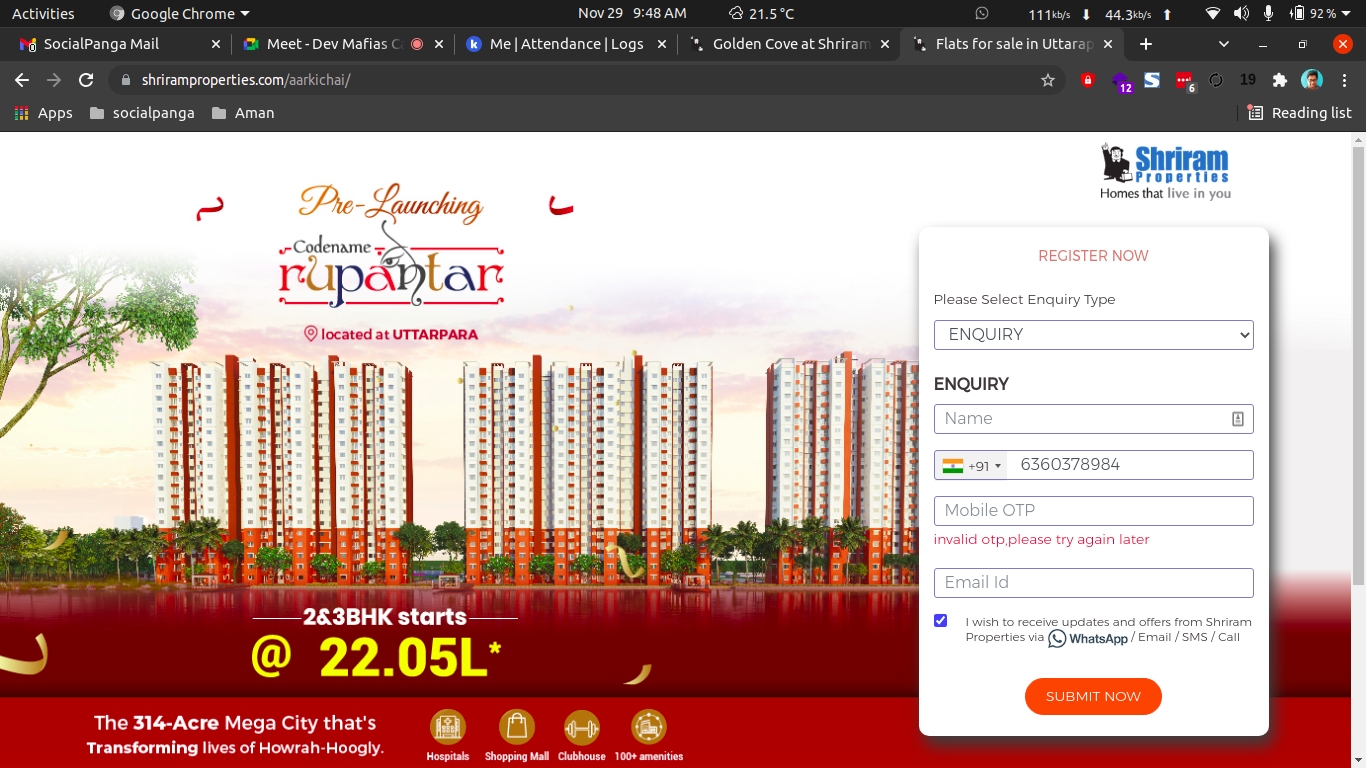 Activities
Google Chrome
Nov 29 9:48 AM
21.5 °C
111kb/s
44.3kb/s
92 %
SocialPanga Mail
Meet - Dev Mafias C
Me | Attendance | Logs
Golden Cove at Shriram
Flats for sale in Uttarap
shriramproperties.com/aarkichai/
12
6
19
Apps
socialpanga
Aman
Reading list
Shriram
Properties
Homes that live in you
Pre-Launching
Codename
rupantar
located at UTTARPARA
2&3BHK starts
@ 22.05L*
The 314-Acre Mega City that's
Transforming lives of Howrah-Hoogly.
Hospitals
Shopping Mall
Clubhouse
100+ amenities
REGISTER NOW
Please Select Enquiry Type
ENQUIRY
ENQUIRY
Name
+91
6360378984
Mobile OTP
invalid otp,please try again later
Email Id
I wish to receive updates and offers from Shriram
Properties via WhatsApp / Email / SMS / Call
SUBMIT NOW